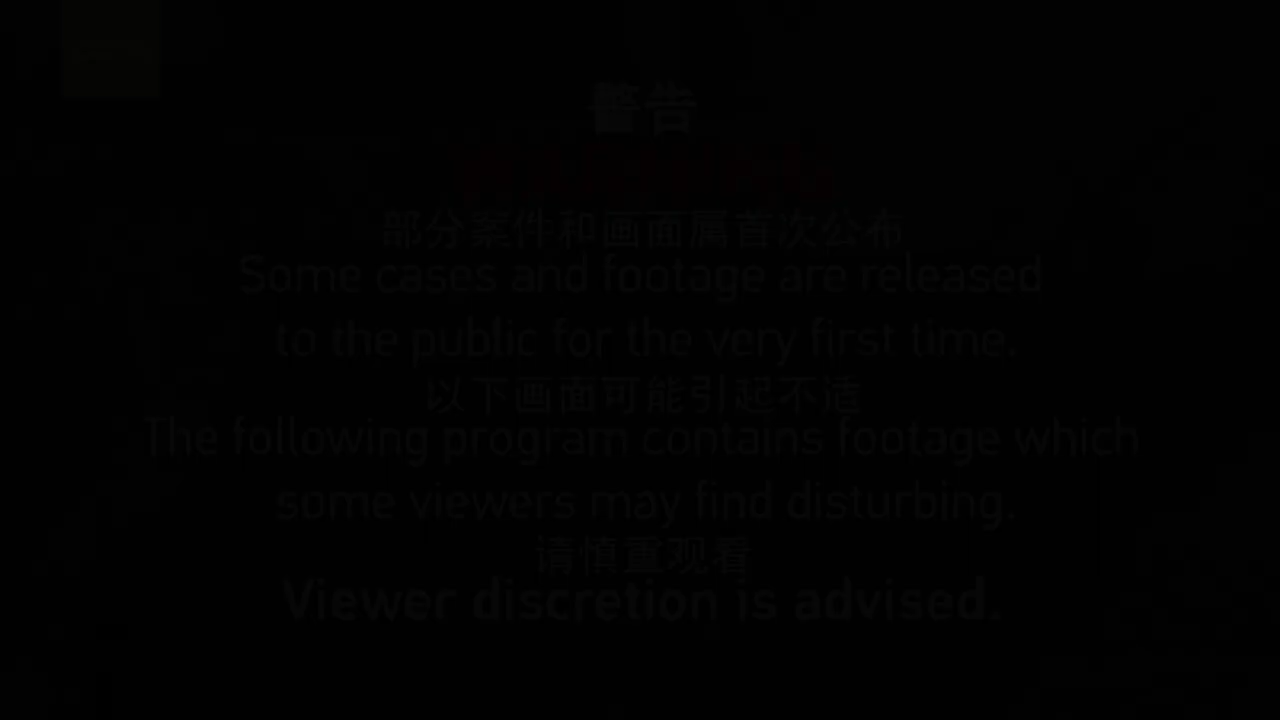 警告
部分案件和画面属首次公布
Some cases and footage are released
to the public for the very first time.
以下画面可能引起不适
The following program contains footage which
some viewers may find disturbing.
请慎重观看
Viewer discretion is advised.